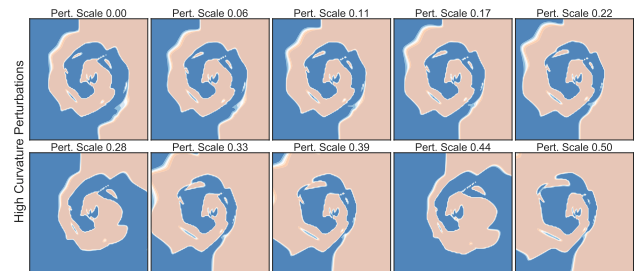 Pert. Scale 0.00 Pert. Scale 0.06 Pert. Scale 0.11 Pert. Scale 0.17 Pert. Scale 0.22
High Curvature Perturbations
Pert. Scale 0.28 Pert. Scale 0.33 Pert. Scale 0.39 Pert. Scale 0.44 Pert. Scale 0.50